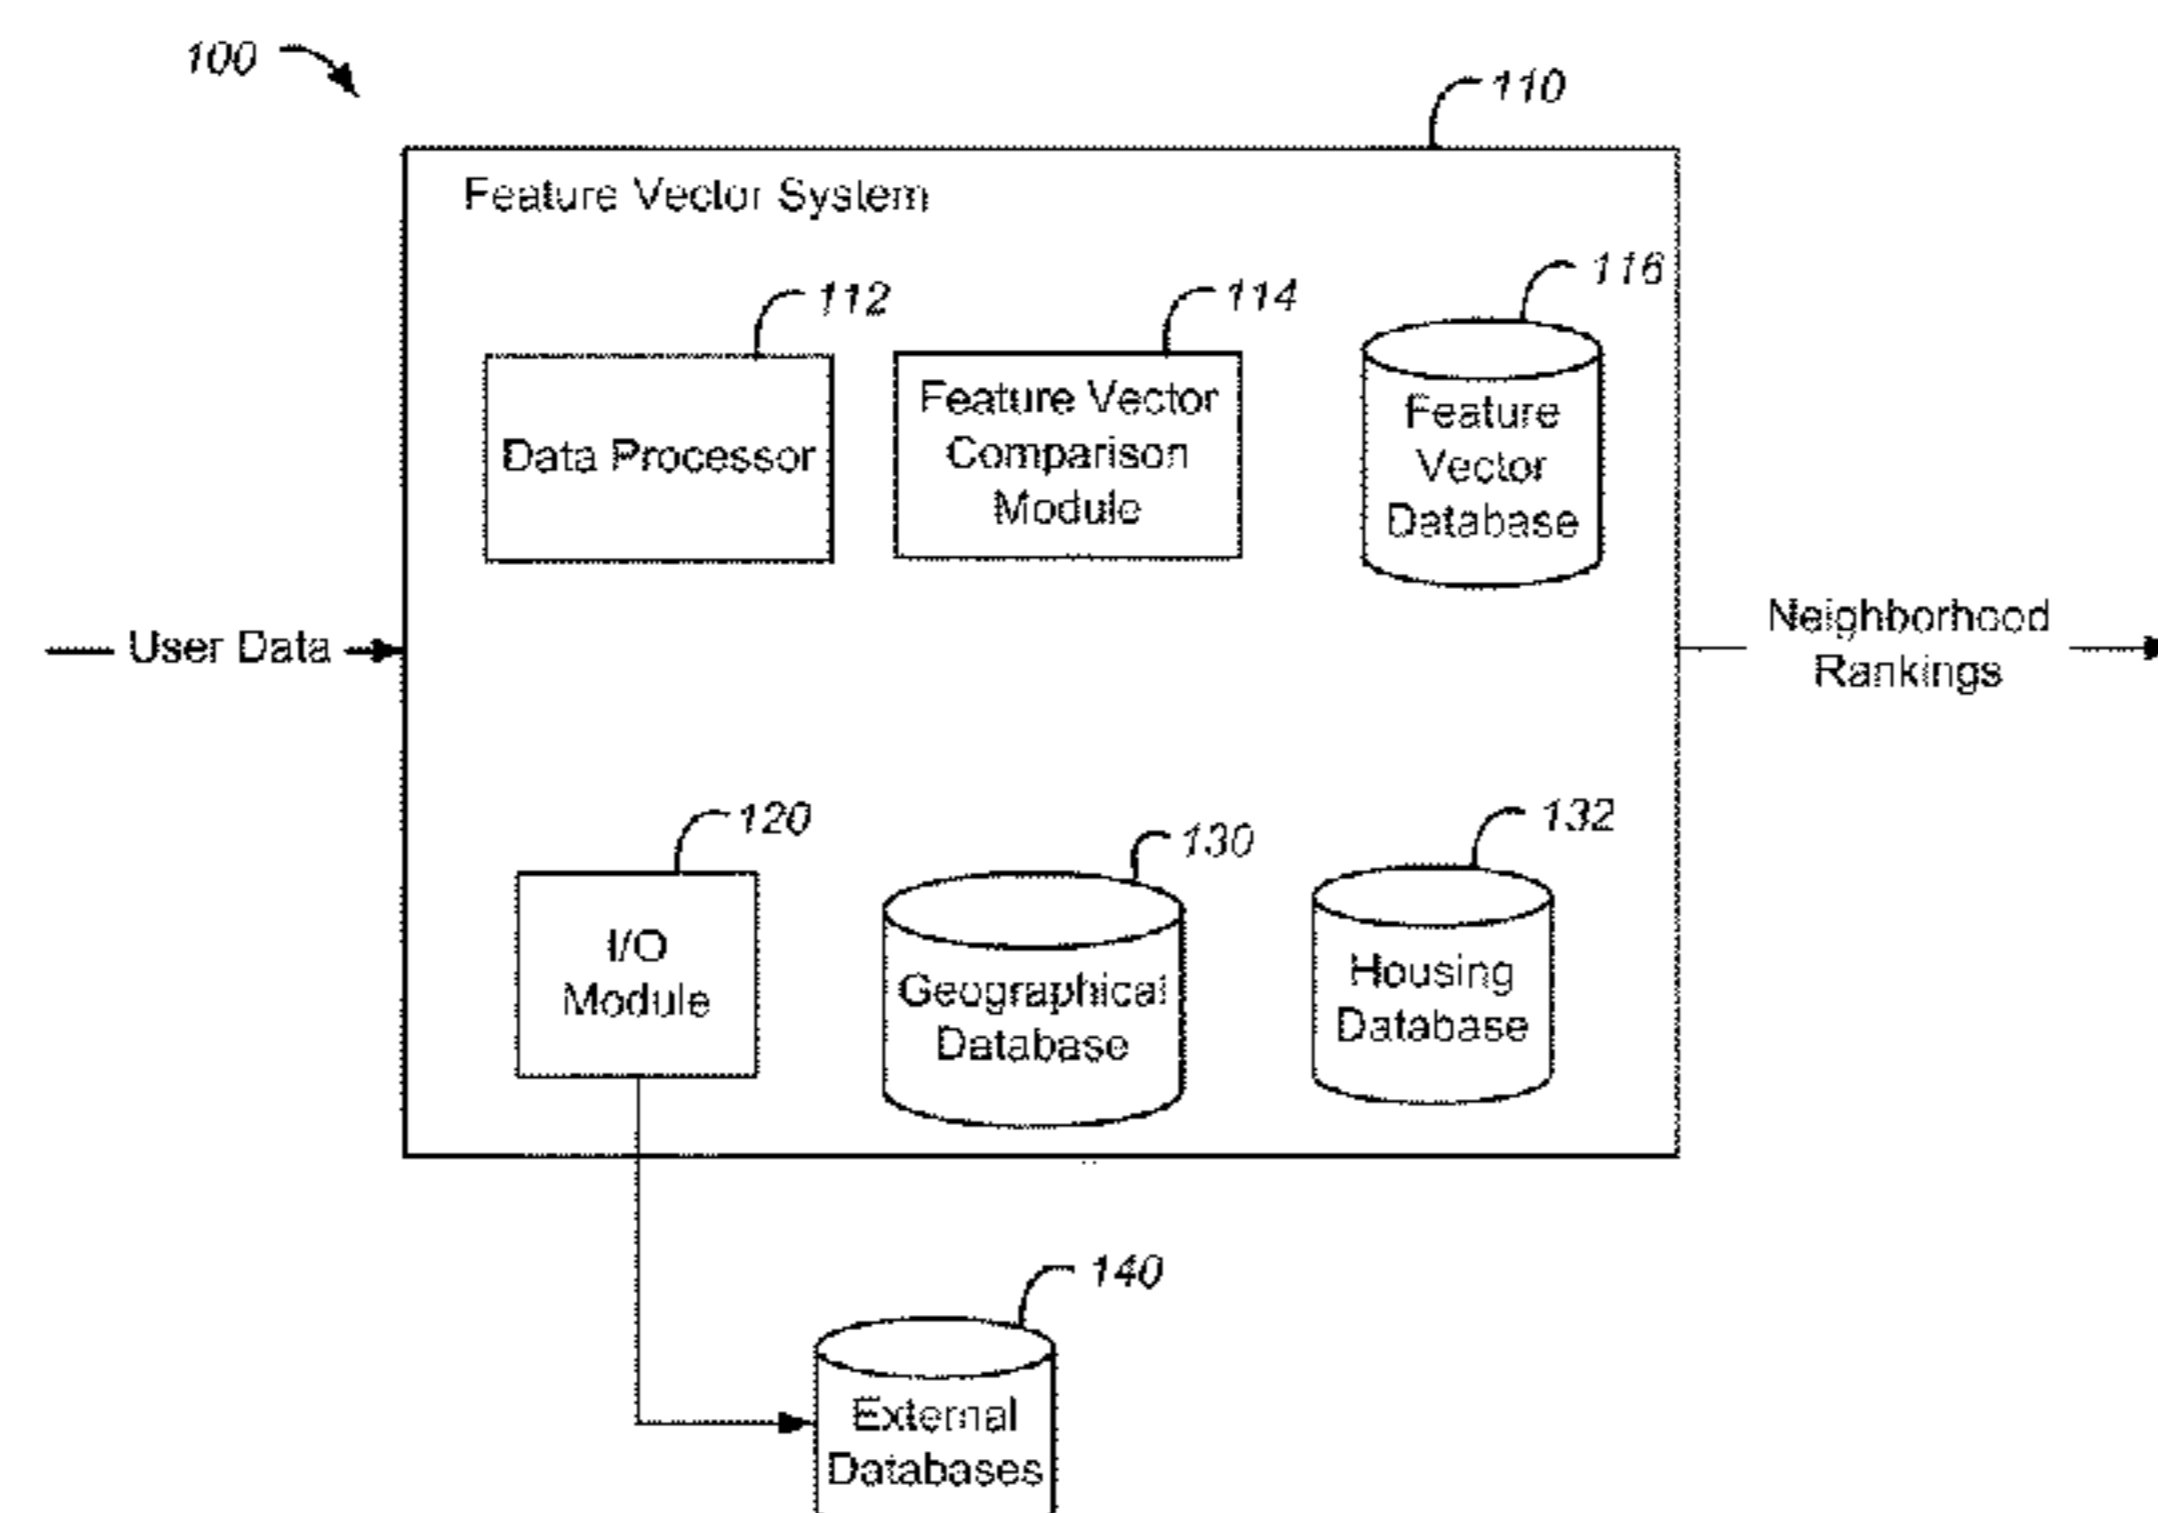 100
110
Feature Vector System
112
114
116
Data Processor
Feature Vector
Comparison
Module
Feature
Vector
Database
User Data
Neighborhood
Rankings
120
130
132
I/O
Module
Geographical
Database
Housing
Database
140
External
Databases